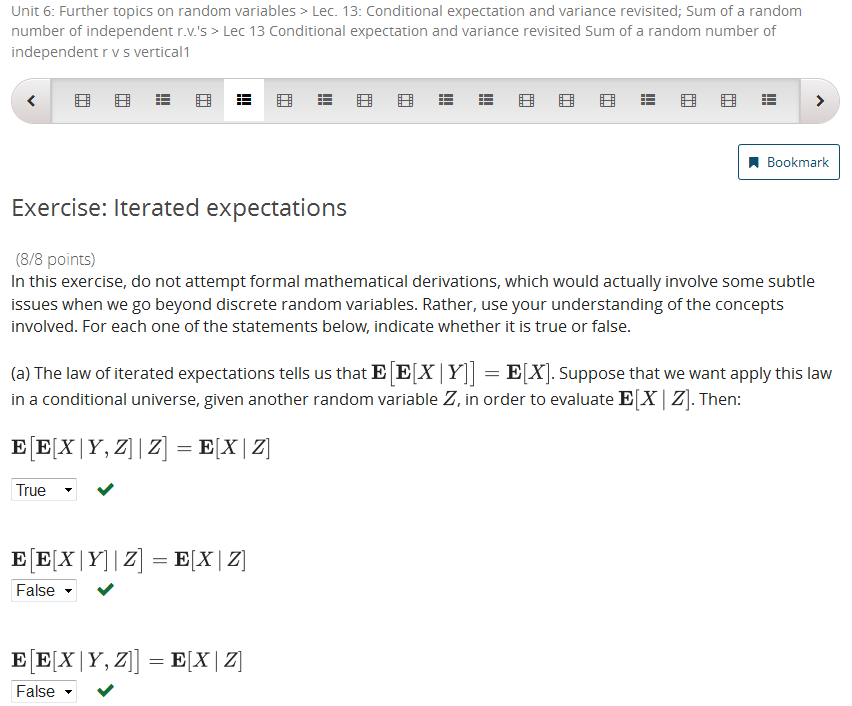 Unit 6: Further topics on random variables > Lec. 13: Conditional expectation and variance revisited; Sum of a random
number of independent r.v.'s > Lec 13 Conditional expectation and variance revisited Sum of a random number of
independent r v s vertical1
Bookmark
Exercise: Iterated expectations
(8/8 points)
In this exercise, do not attempt formal mathematical derivations, which would actually involve some subtle
issues when we go beyond discrete random variables. Rather, use your understanding of the concepts
involved. For each one of the statements below, indicate whether it is true or false.
(a) The law of iterated expectations tells us that E[E[X | Y]] = E[X]. Suppose that we want apply this law
in a conditional universe, given another random variable Z, in order to evaluate E[X | Z]. Then:
E[E[X | Y, Z] | Z] = E[X | Z]
True
E[E[X | Y] | Z] = E[X | Z]
False
E[E[X | Y, Z]] = E[X | Z]
False